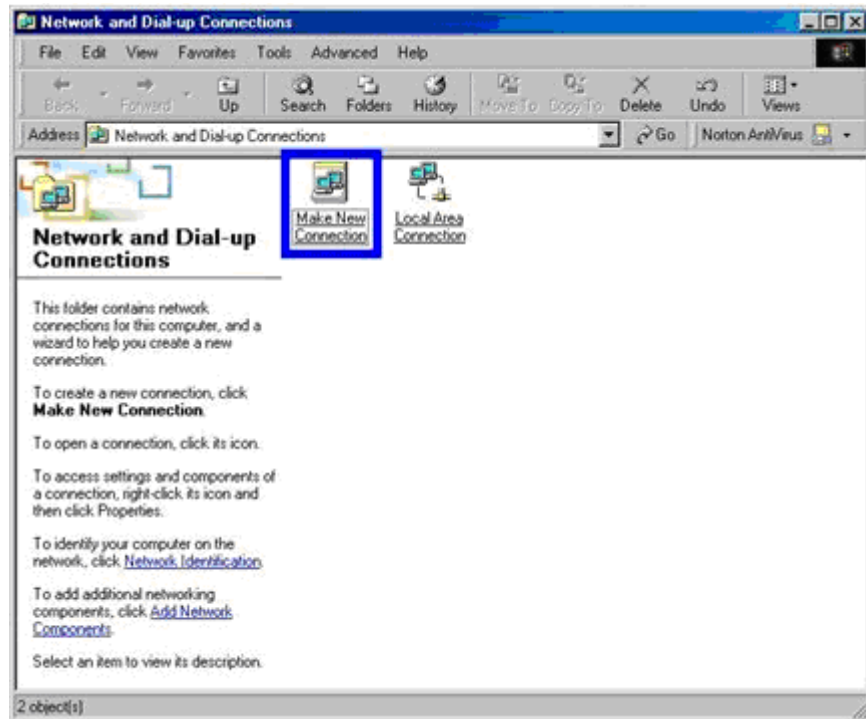 Network and Dial-up Connections
File Edit View Favorites Tools Advanced Help
Back Forward Up Search Folders History Move To Copy To Delete Undo Views
Address Network and Dial-up Connections Go Norton AntiVirus
Make New
Connection
Local Area
Connection
Network and Dial-up
Connections
This folder contains network
connections for this computer, and a
wizard to help you create a new
connection.
To create a new connection, click
Make New Connection.
To open a connection, click its icon.
To access settings and components of
a connection, right-click its icon and
then click Properties.
To identify your computer on the
network, click Network Identification.
To add additional networking
components, click Add Network
Components.
Select an item to view its description.
2 object(s)